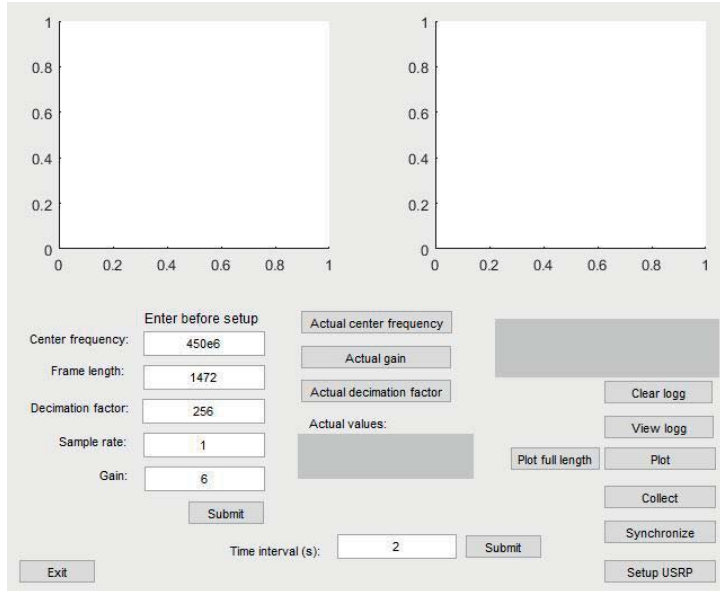 1
0.8
0.6
0.4
0.2
0
0 0.2 0.4 0.6 0.8 1
1
0.8
0.6
0.4
0.2
0
0 0.2 0.4 0.6 0.8 1
Enter before setup
Center frequency: 450e6
Frame length: 1472
Decimation factor: 256
Sample rate: 1
Gain: 6
Submit
Actual center frequency
Actual gain
Actual decimation factor
Actual values:
Clear logg
View logg
Plot full length Plot
Collect
Synchronize
Setup USRP
Time interval (s): 2 Submit
Exit